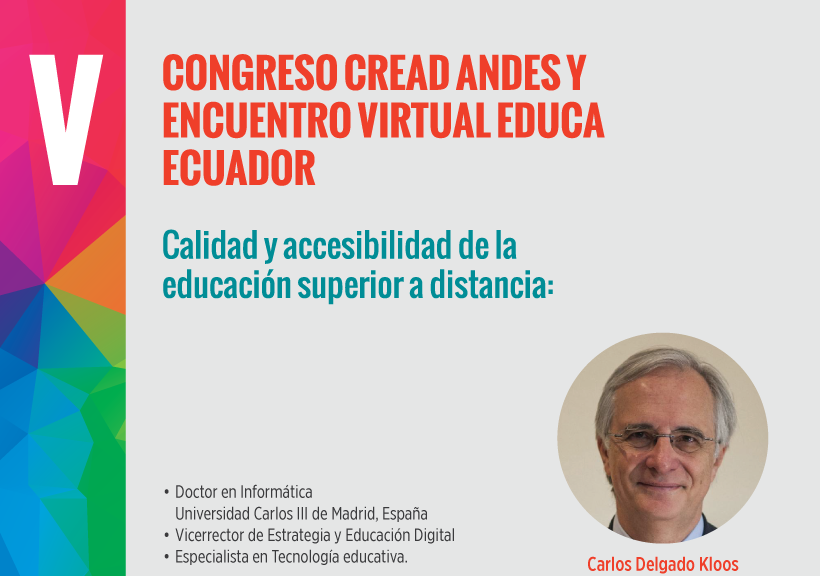 V
CONGRESO CREAD ANDES Y
ENCUENTRO VIRTUAL EDUCA
ECUADOR
Calidad y accesibilidad de la
educación superior a distancia:
• Doctor en Informática
Universidad Carlos III de Madrid, España
• Vicerrector de Estrategia y Educación Digital
• Especialista en Tecnología educativa.
Carlos Delgado Kloos